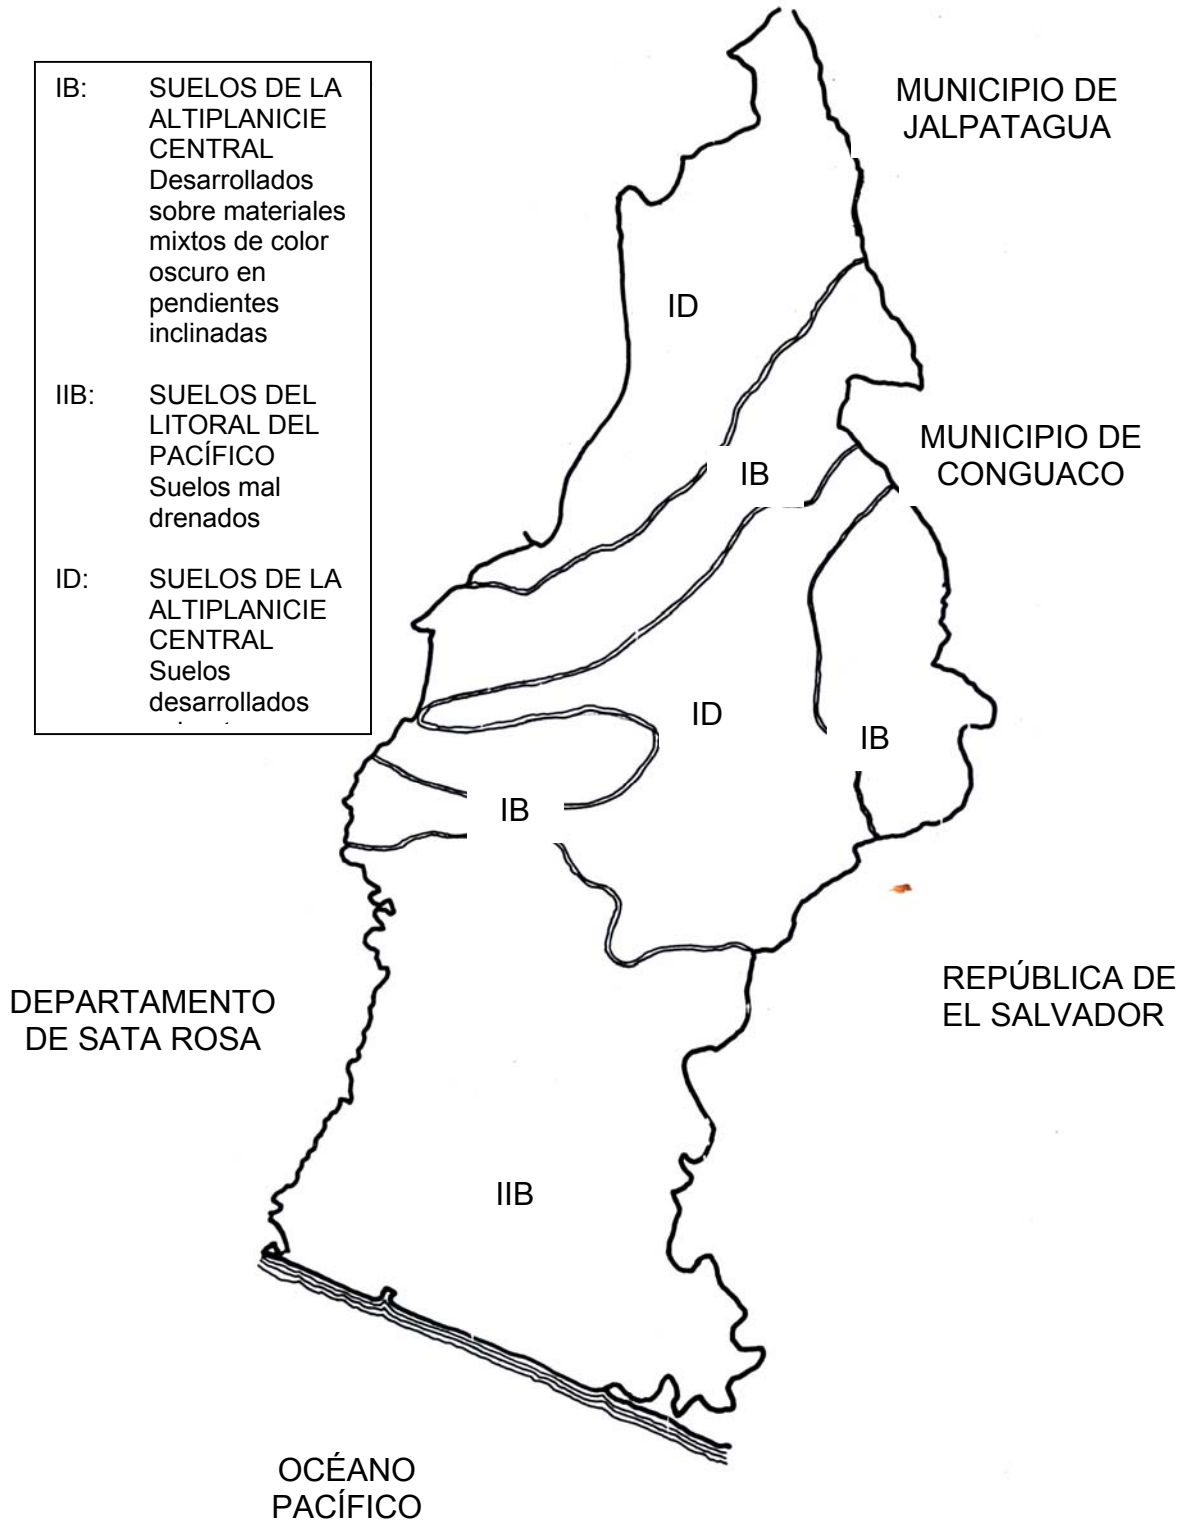 IB: SUELOS DE LA
ALTIPLANICIE
CENTRAL
Desarrollados
sobre materiales
mixtos de color
oscuro en
pendientes
inclinadas
IIB: SUELOS DEL
LITORAL DEL
PACÍFICO
Suelos mal
drenados
ID: SUELOS DE LA
ALTIPLANICIE
CENTRAL
Suelos
desarrollados
MUNICIPIO DE
JALPATAGUA
ID
MUNICIPIO DE
CONGUACO
IB
ID
IB
IB
DEPARTAMENTO
DE SATA ROSA
REPÚBLICA DE
EL SALVADOR
IIB
OCÉANO
PACÍFICO